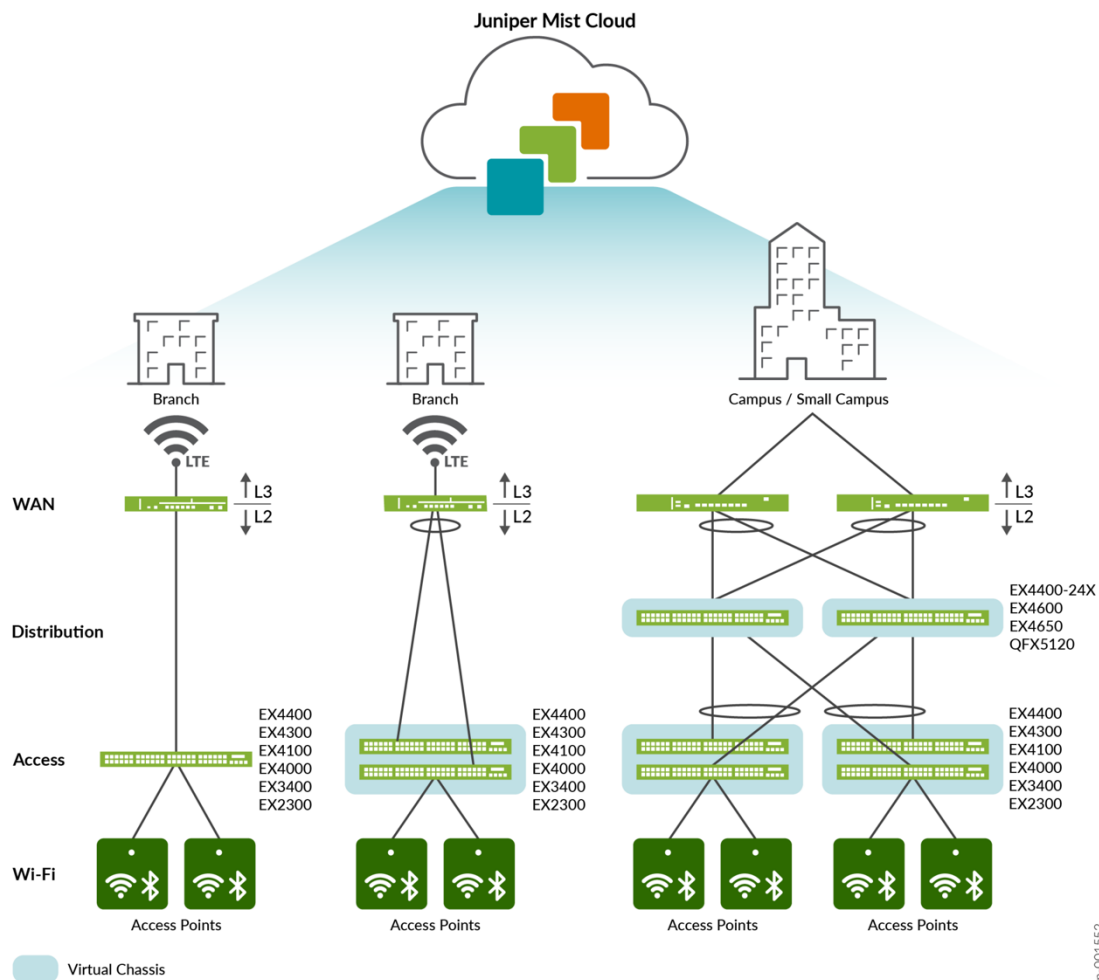 Juniper Mist Cloud
Branch
Branch
Campus / Small Campus
LTE
LTE
WAN
L3
L2
L3
L2
L3
L2
Distribution
EX4400-24X
EX4600
EX4650
QFX5120
Access
EX4400
EX4300
EX4100
EX4000
EX3400
EX2300
EX4400
EX4300
EX4100
EX4000
EX3400
EX2300
EX4400
EX4300
EX4100
EX4000
EX3400
EX2300
Wi-Fi
Access Points
Access Points
Access Points
Access Points
Virtual Chassis